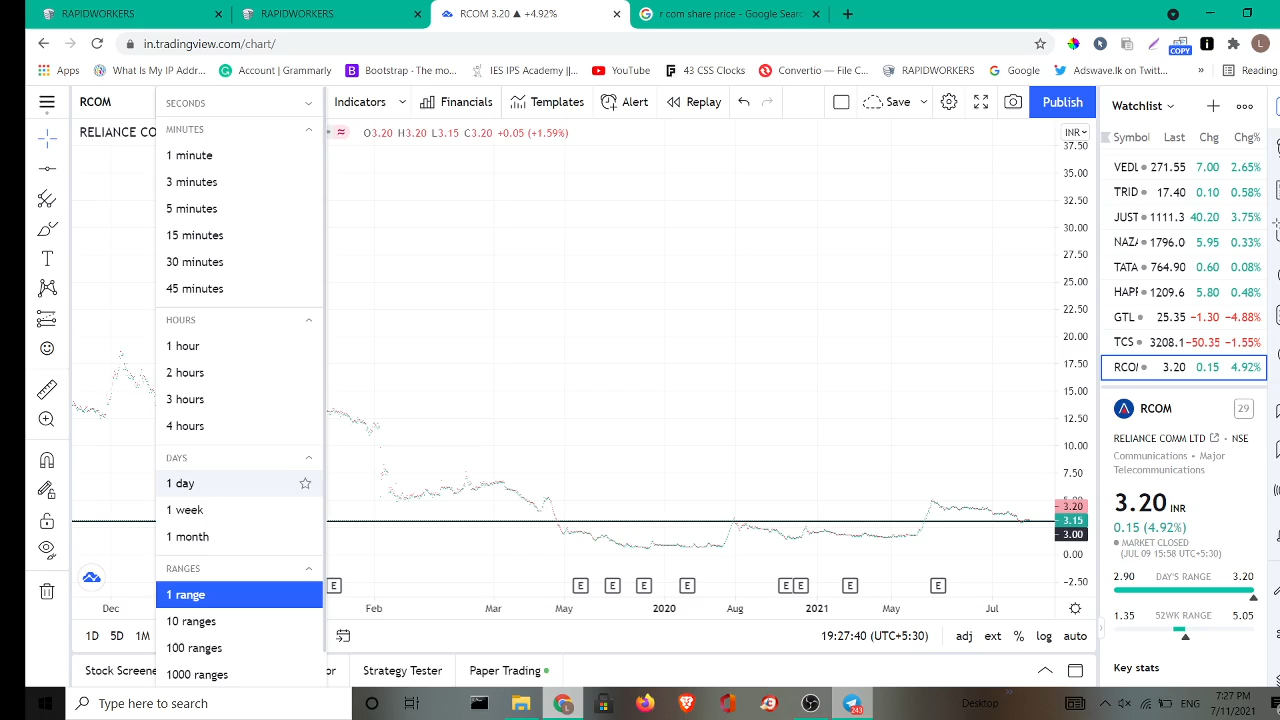 RAPIDWORKERS
RAPIDWORKERS
RCOM 3.20 ▲ +4.92%
r com share price - Google Searc
in.tradingview.com/chart/
COPY
L
Apps
What Is My IP Addr...
Account | Grammarly
Bootstrap - The mo...
IES IPS Academy ||...
YouTube
43 SSC Clocks
Convertio — File C...
RAPIDWORKERS
Google
Adswave.lk on Twitt...
»
Reading
RCOM
Indicators
Financials
Templates
Alert
Replay
Save
Publish
RELIANCE CO
O3.20 H3.20 L3.15 C3.20 +0.05 (+1.59%)
INR
SECONDS
MINUTES
1 minute
3 minutes
5 minutes
15 minutes
30 minutes
45 minutes
HOURS
1 hour
2 hours
3 hours
4 hours
DAYS
1 day
1 week
1 month
RANGES
1 range
10 ranges
100 ranges
1000 ranges
37.50
35.00
32.50
30.00
27.50
25.00
22.50
20.00
17.50
15.00
12.50
10.00
7.50
5.00
3.20
3.15
3.00
0.00
−2.50
E E E E E E E E E
Dec Feb Mar May 2020 Aug 2021 May Jul
1D 5D 1M
19:27:40 (UTC+5:30)
adj ext % log auto
Stock Screene
or
Strategy Tester
Paper Trading
Watchlist
Symbol Last Chg Chg%
VEDL 271.55 7.00 2.65%
TRID 17.40 0.10 0.58%
JUST 1111.3 40.20 3.75%
NAZA 1796.0 5.95 0.33%
TATA 764.90 0.60 0.08%
HAPP 1209.6 5.80 0.48%
GTL 25.35 −1.30 −4.88%
TCS 3208.1 −50.35 −1.55%
RCOM 3.20 0.15 4.92%
RCOM
29
RELIANCE COMM LTD • NSE
Communications • Major
Telecommunications
3.20 INR
0.15 (4.92%)
MARKET CLOSED
(JUL 09 15:58 UTC+5:30)
2.90 DAY'S RANGE 3.20
1.35 52WK RANGE 5.05
Key stats
Type here to search
243
Desktop
»
7:27 PM
7/11/2021